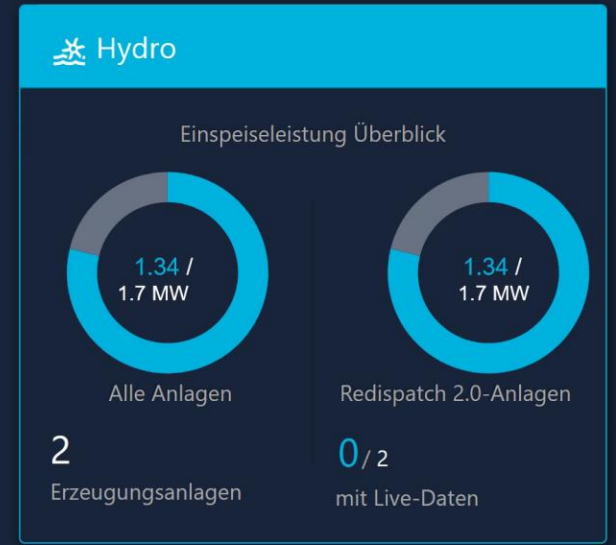 Hydro
Einspeiseleistung Überblick
1.34 /
1.7 MW
Alle Anlagen
1.34 /
1.7 MW
Redispatch 2.0-Anlagen
2
Erzeugungsanlagen
0/ 2
mit Live-Daten